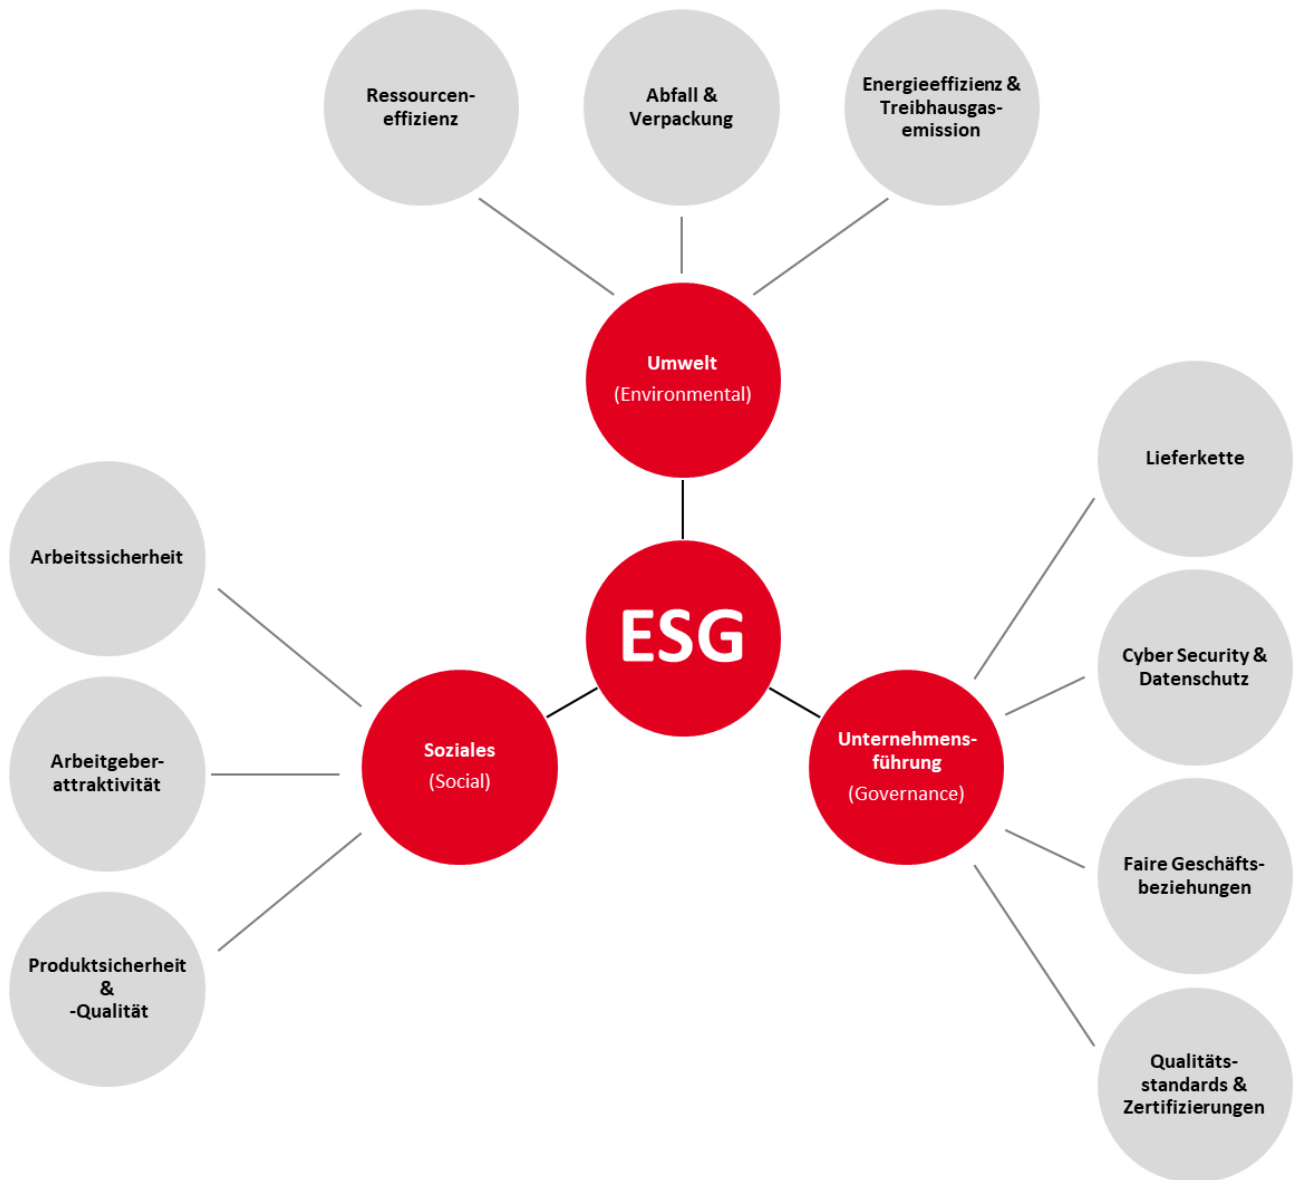 Ressourcen-
effizienz
Abfall &
Verpackung
Energieeffizienz &
Treibhausgas-
emission
Umwelt
(Environmental)
ESG
Soziales
(Social)
Unternehmens-
führung
(Governance)
Arbeitssicherheit
Arbeitgeber-
attraktivität
Produktsicherheit
&
-Qualität
Lieferkette
Cyber Security &
Datenschutz
Faire Geschäfts-
beziehungen
Qualitäts-
standards &
Zertifizierungen